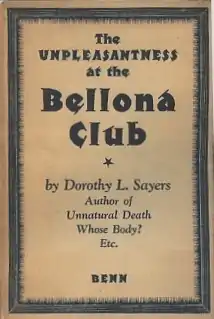 The
UNPLEASANTNESS
at the
Bellona
Club
by Dorothy L. Sayers
Author of
Unnatural Death
Whose Body?
Etc.
BENN